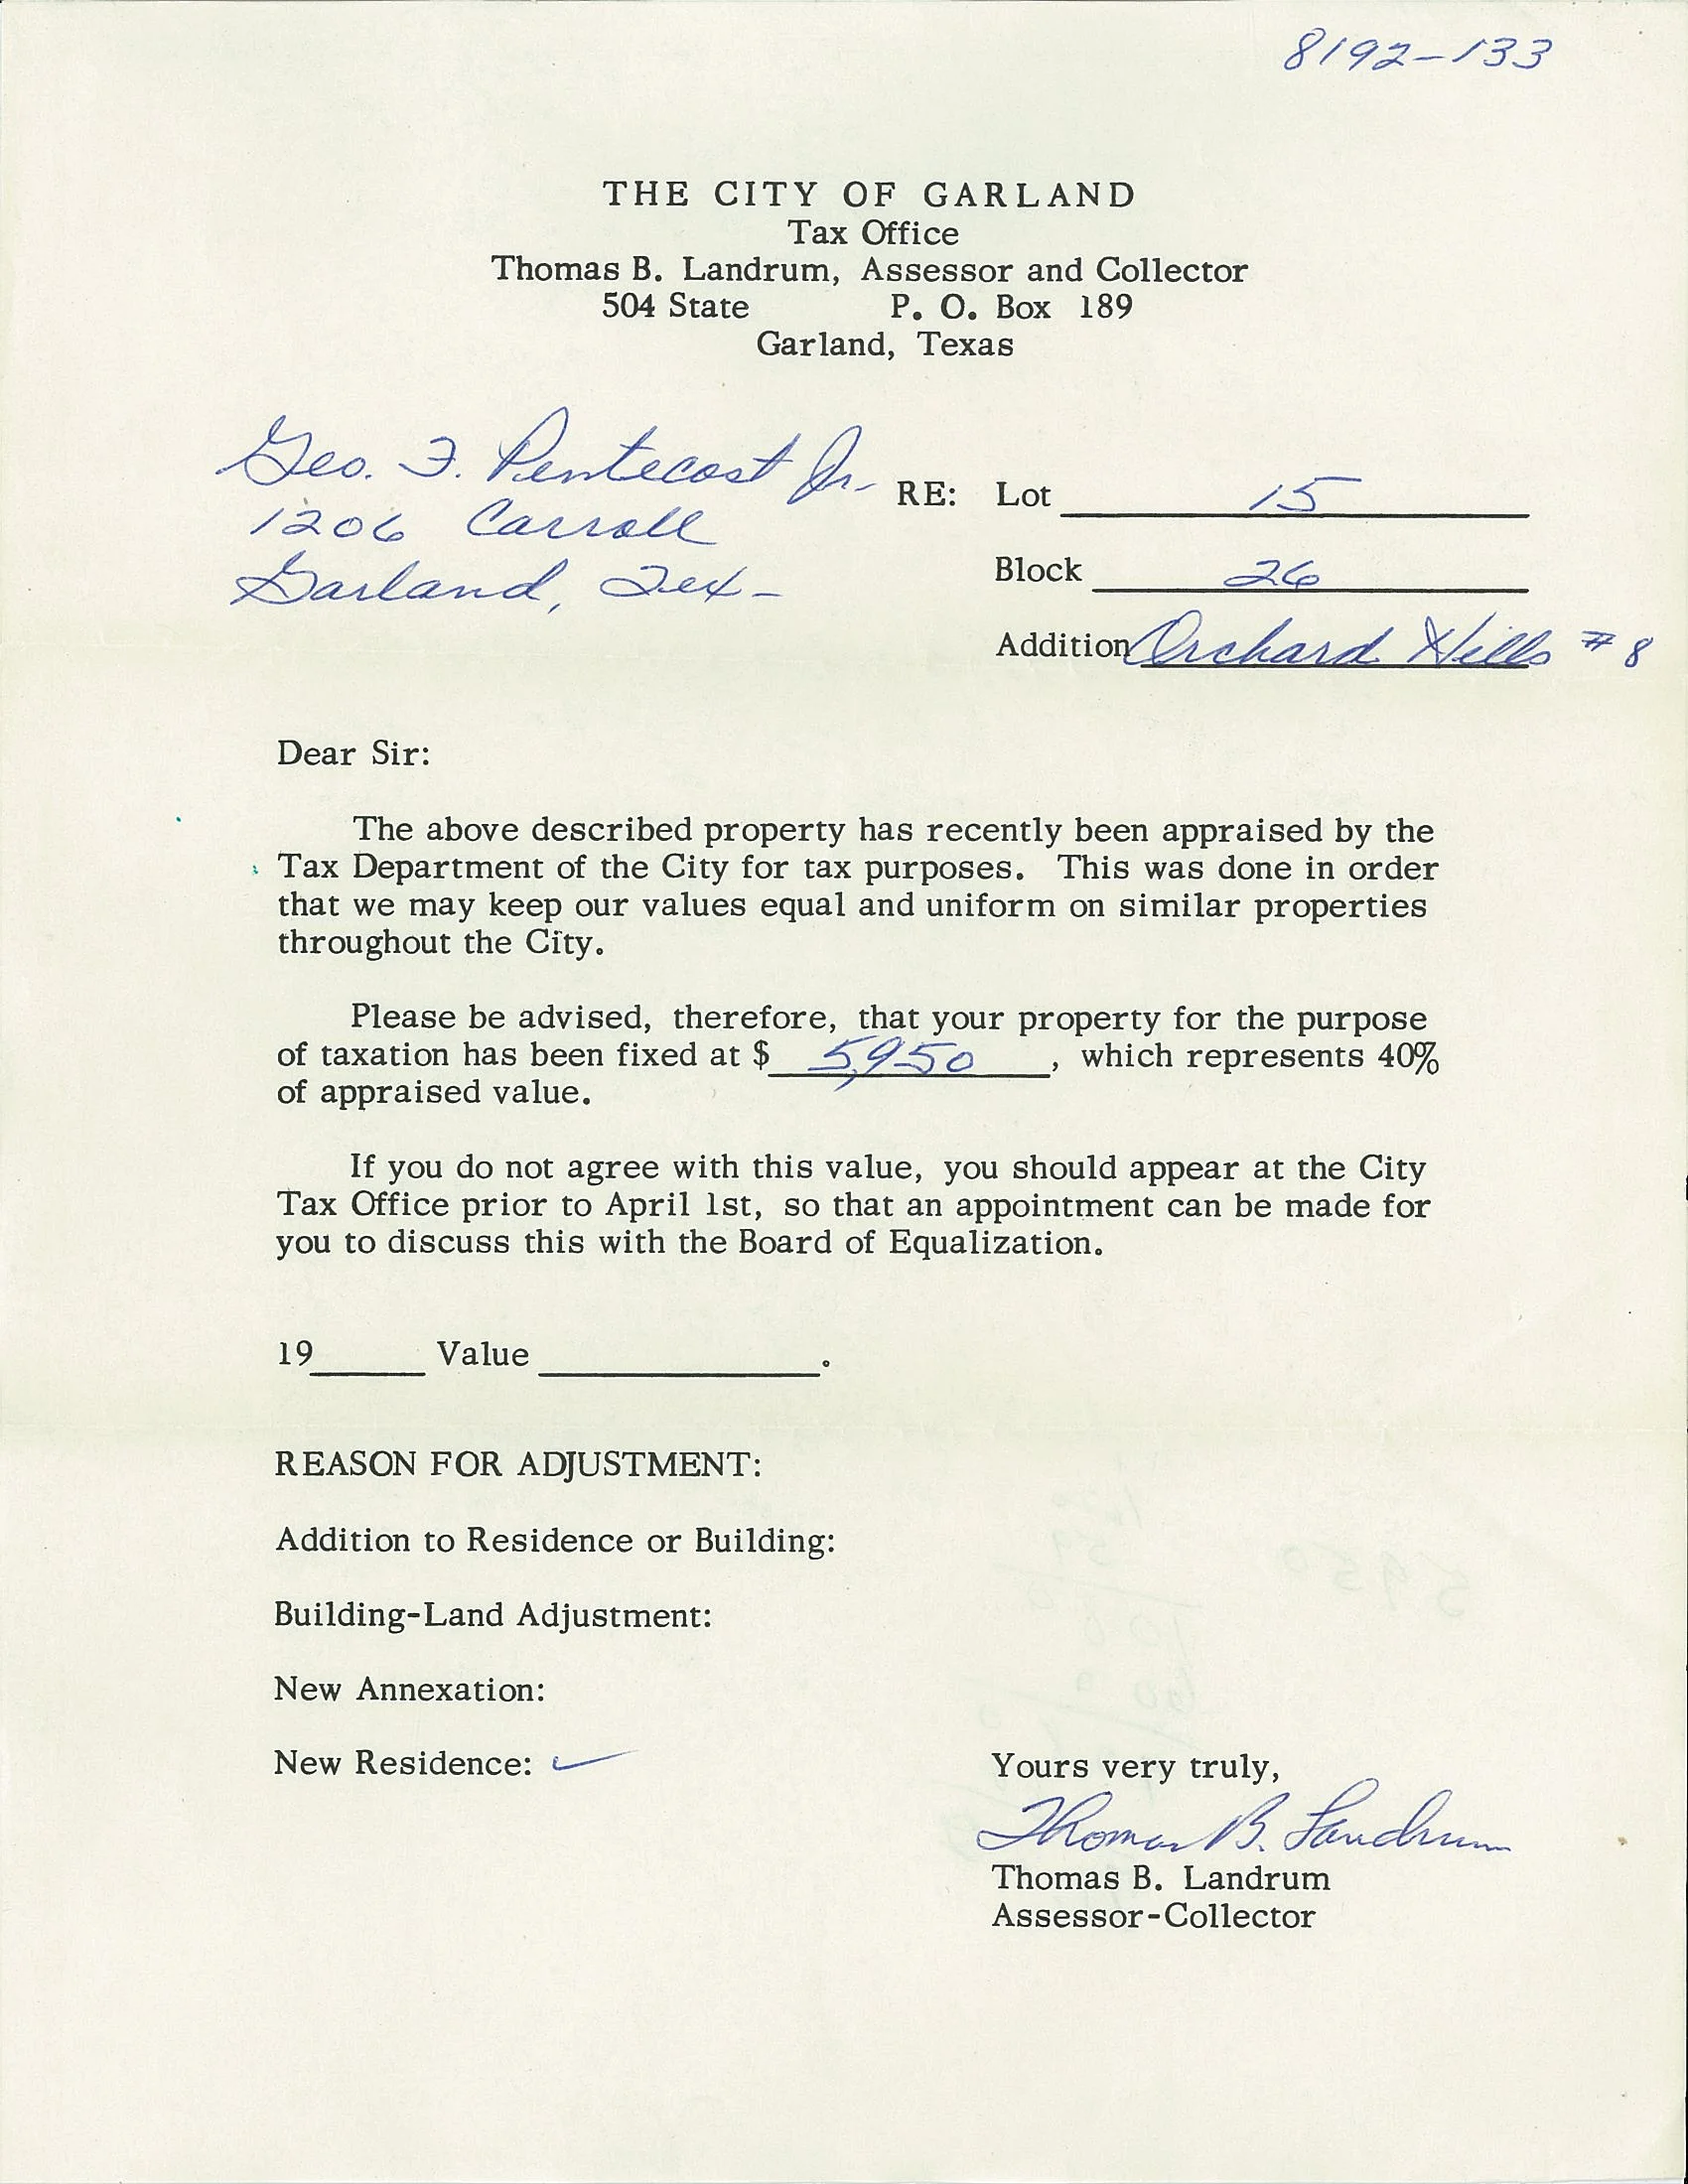 8192-133
THE CITY OF GARLAND
Tax Office
Thomas B. Landrum, Assessor and Collector
504 State P. O. Box 189
Garland, Texas
Geo. F. Pentecost Jr.
1206 Carroll
Garland, Tex-
RE: Lot 15
Block 26
Addition Orchard Hills #8
Dear Sir:
The above described property has recently been appraised by the
Tax Department of the City for tax purposes. This was done in order
that we may keep our values equal and uniform on similar properties
throughout the City.
Please be advised, therefore, that your property for the purpose
of taxation has been fixed at $ 5,950, which represents 40%
of appraised value.
If you do not agree with this value, you should appear at the City
Tax Office prior to April 1st, so that an appointment can be made for
you to discuss this with the Board of Equalization.
19____ Value ____________.
REASON FOR ADJUSTMENT:
Addition to Residence or Building:
Building-Land Adjustment:
New Annexation:
New Residence: ✓
Yours very truly,
Thomas B. Landrum
Thomas B. Landrum
Assessor-Collector